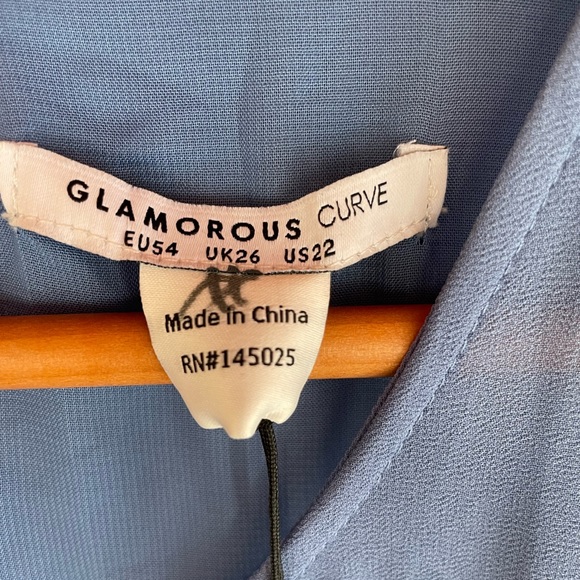 GLAMOROUS CURVE
EU54 UK26 US22
Made in China
RN#145025